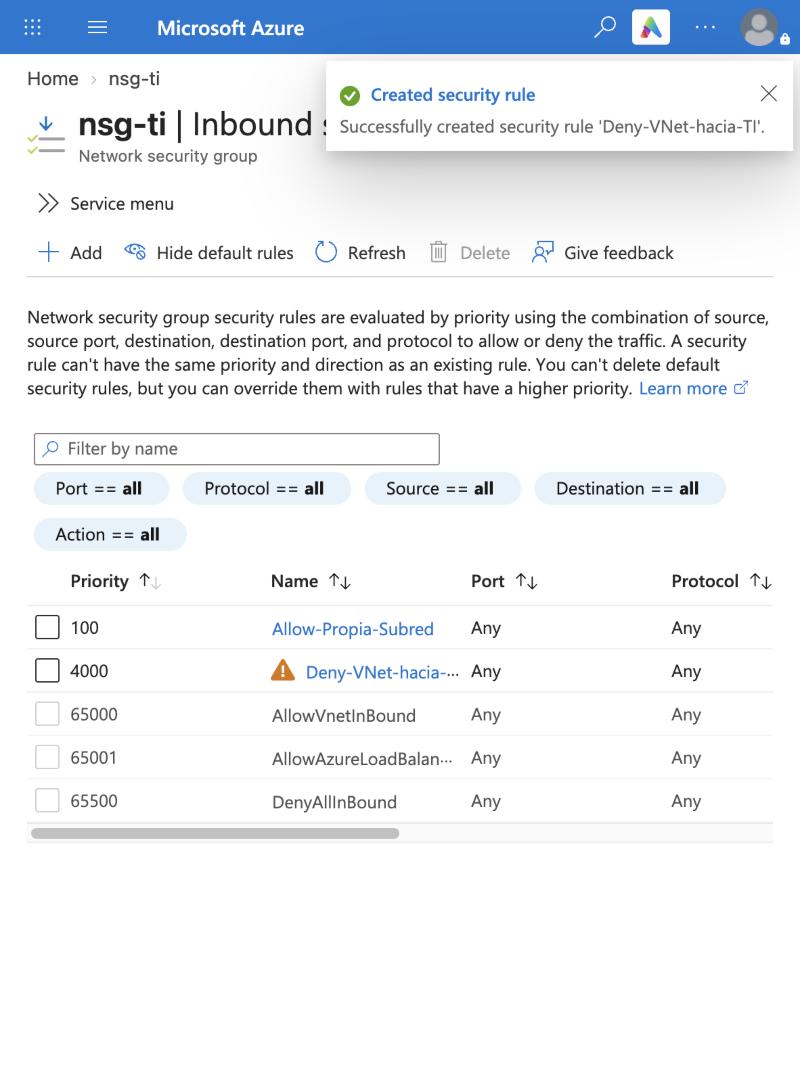 Microsoft Azure
Home > nsg-ti
Created security rule
Successfully created security rule 'Deny-VNet-hacia-TI'.
nsg-ti | Inbound
Network security group
Service menu
Add Hide default rules Refresh Delete Give feedback
Network security group security rules are evaluated by priority using the combination of source,
source port, destination, destination port, and protocol to allow or deny the traffic. A security
rule can't have the same priority and direction as an existing rule. You can't delete default
security rules, but you can override them with rules that have a higher priority. Learn more
Filter by name
Port == all Protocol == all Source == all Destination == all
Action == all
Priority Name Port Protocol
100 Allow-Propia-Subred Any Any
4000 Deny-VNet-hacia-... Any Any
65000 AllowVnetInBound Any Any
65001 AllowAzureLoadBalan... Any Any
65500 DenyAllInBound Any Any